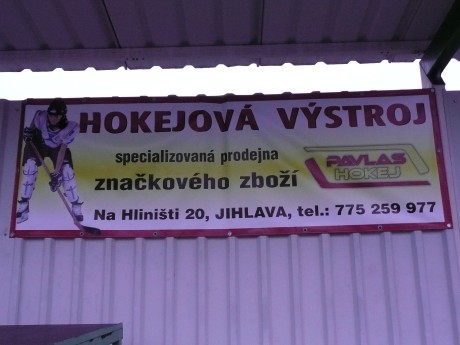 HOKEJOVÁ VÝSTROJ
specializovaná prodejna
značkového zboží
PAVLAS
HOKEJ
Na Hliništi 20, JIHLAVA, tel.: 775 259 977